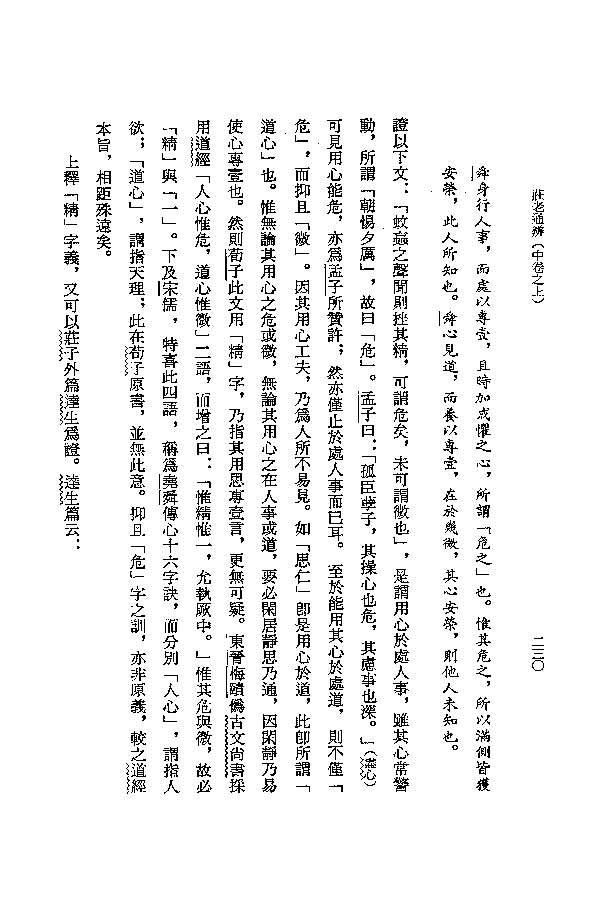 莊老通辨（中卷之上）　二三〇
舜身行人事，而處以專壹，且時加戒懼之心，所謂「危之」也。惟其危之，所以滿側皆獲
安榮，此人所知也。舜心見道，而養以專壹，在於幾微，其心安榮，則他人未知也。
證以下文：「蚊蝱之聲聞則挫其精，可謂危矣，未可謂微也」，是謂用心於處人事，雖其心常警
動，所謂「朝惕夕厲」，故曰「危」。孟子曰：「孤臣孽子，其操心也危，其慮事也深。」（盡心）
可見用心能危，亦爲孟子所贊許；然亦僅止於處人事而已耳。至於能用其心於處道，則不僅「
危」，而抑且「微」。因其用心工夫，乃爲人所不易見。如「思仁」卽是用心於道，此卽所謂「
道心」也。惟無論其用心之危或微，無論其用心之在人事或道，要必閑居靜思乃通，因閑靜乃易
使心專壹也。然則荀子此文用「精」字，乃指其用思專壹言，更無可疑。東晉梅賾僞古文尚書採
用道經「人心惟危，道心惟微」二語，而增之曰：「惟精惟一，允執厥中。」惟其危與微，故必
「精」與「一」。下及宋儒，特喜此四語，稱爲堯舜傳心十六字訣，而分別「人心」，謂指人
欲；「道心」，謂指天理；此在荀子原書，並無此意。抑且「危」字之訓，亦非原義，較之道經
本旨，相距殊遠矣。
上釋「精」字義，又可以莊子外篇達生爲證。達生篇云：